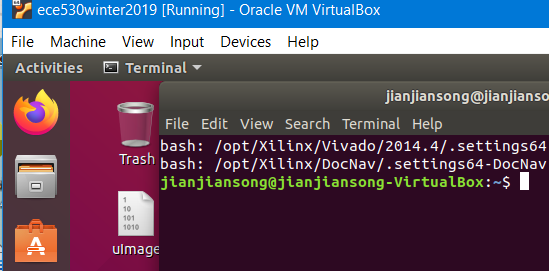 ece530winter2019 [Running] - Oracle VM VirtualBox
File Machine View Input Devices Help
Activities Terminal
jianjiansong@jianjianso
File Edit View Search Terminal Help
bash: /opt/Xilinx/Vivado/2014.4/.settings64
bash: /opt/Xilinx/DocNav/.settings64-DocNav
jianjiansong@jianjiansong-VirtualBox:~$
Trash
1
10
101
1010
uImage